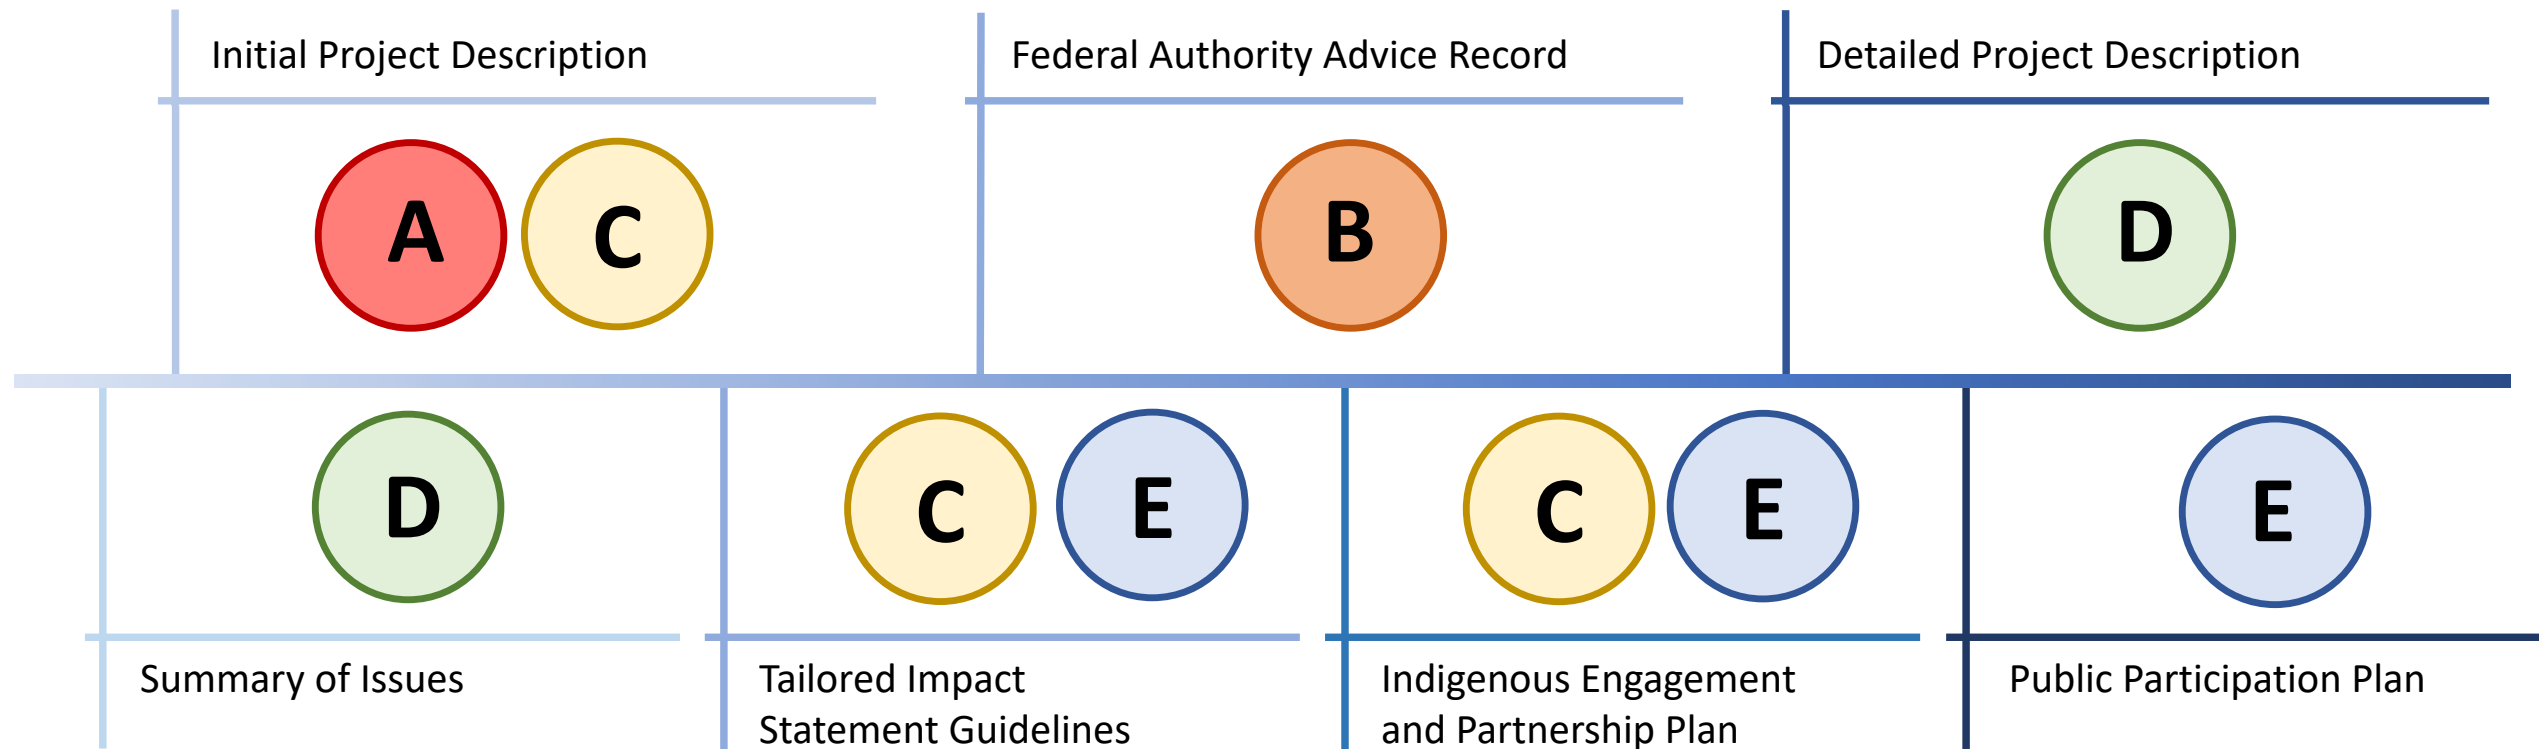 Initial Project Description
Federal Authority Advice Record
Detailed Project Description
A
C
B
D
D
C
E
C
E
E
Summary of Issues
Tailored Impact
Statement Guidelines
Indigenous Engagement
and Partnership Plan
Public Participation Plan